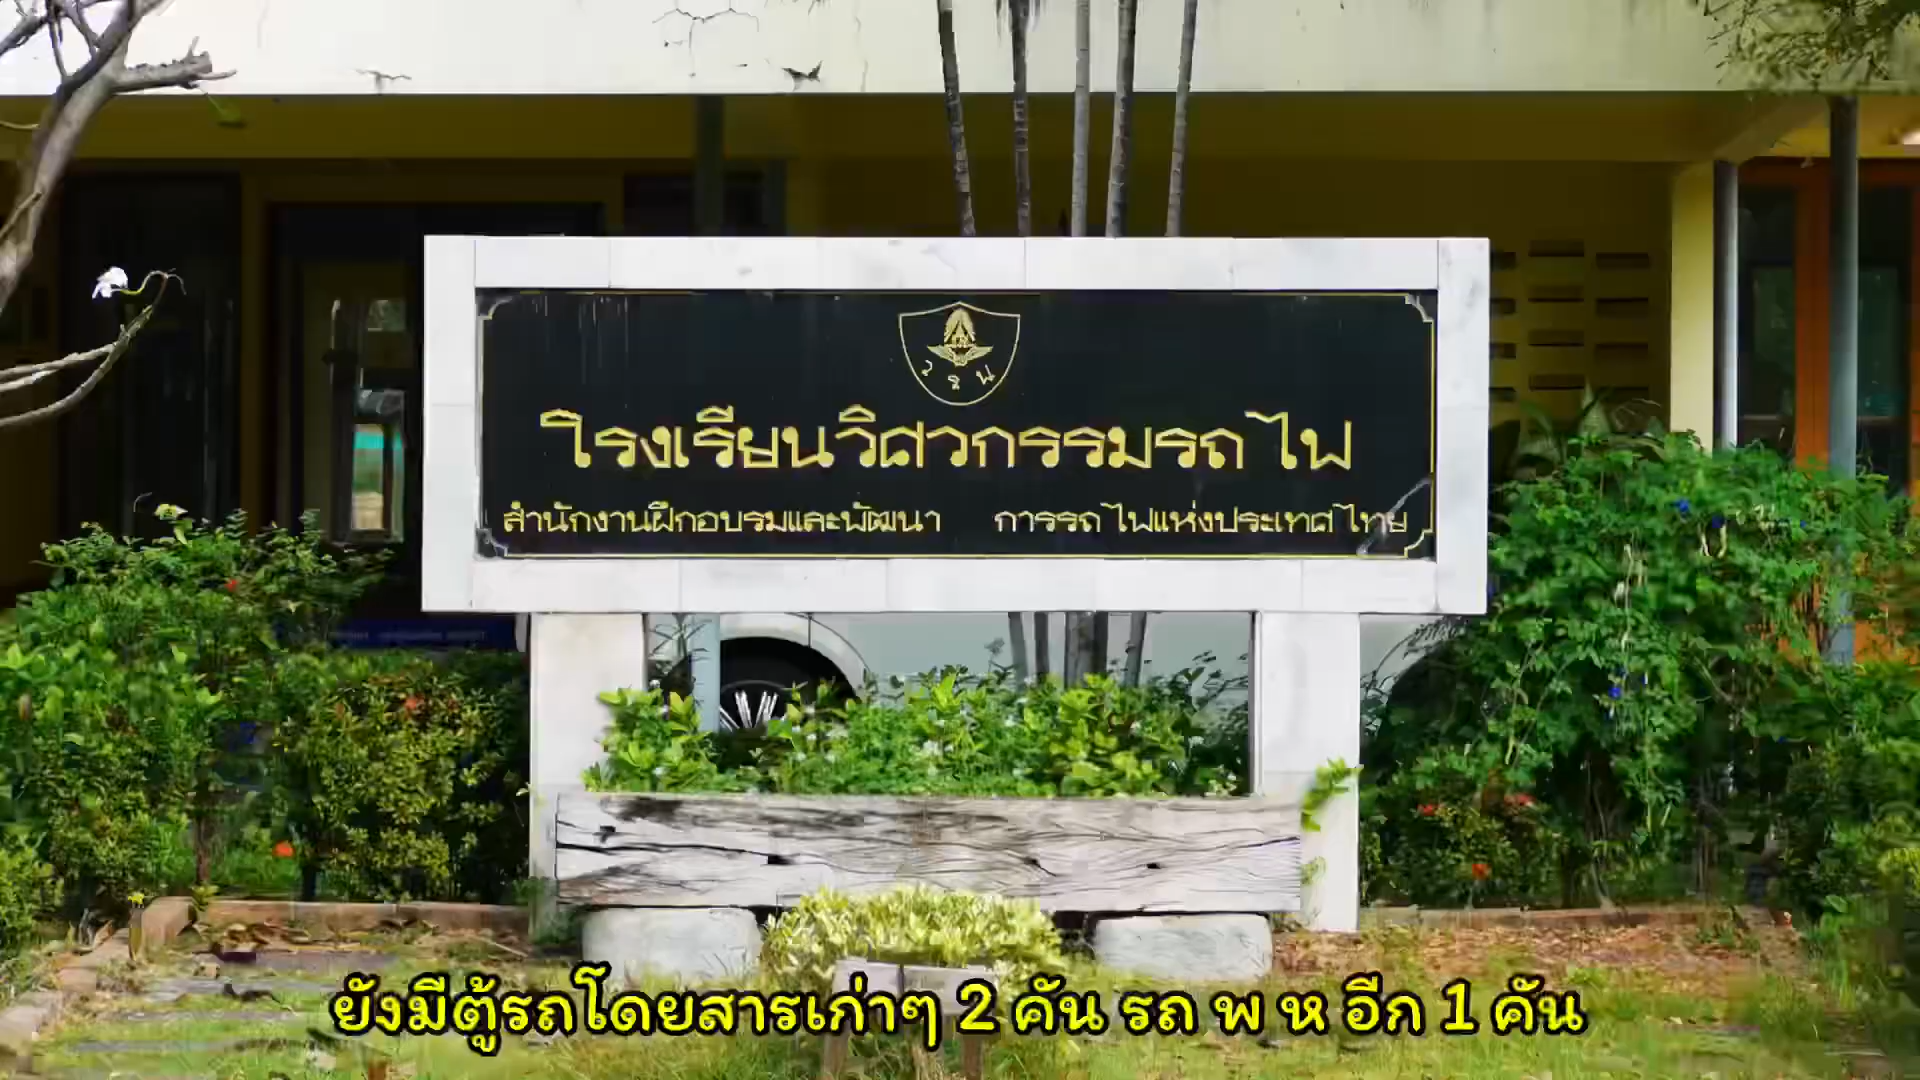 ว ร น
โรงเรียนวิศวกรรมรถไฟ
สำนักงานฝึกอบรมและพัฒนา การรถไฟแห่งประเทศไทย
ยังมีตู้รถโดยสารเก่าๆ 2 คัน รถ พ ห อีก 1 คัน